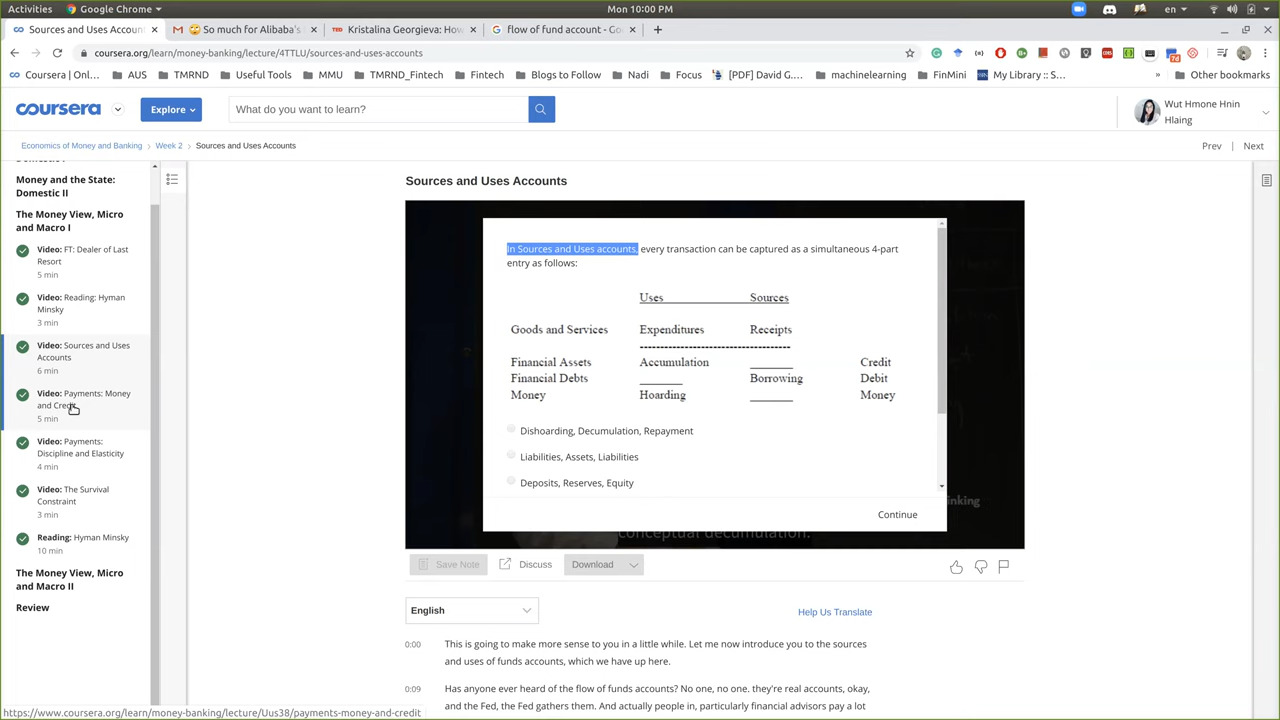 Activities Google Chrome Mon 10:00 PM en
Sources and Uses Accoun × So much for Alibaba's × TED Kristalina Georgieva: How × flow of fund account - Go ×
coursera.org/learn/money-banking/lecture/4TTLU/sources-and-uses-accounts
Coursera | Onl... AUS TMRND Useful Tools MMU TMRND_Fintech Fintech Blogs to Follow Nadi Focus [PDF] David G.... machinelearning FinMini My Library :: S... » Other bookmarks
coursera Explore What do you want to learn? Wut Hmone Hnin
Hlaing
Economics of Money and Banking › Week 2 › Sources and Uses Accounts Prev | Next
Money and the State:
Domestic II
The Money View, Micro
and Macro I
Video: FT: Dealer of Last
Resort
5 min
Video: Reading: Hyman
Minsky
3 min
Video: Sources and Uses
Accounts
6 min
Video: Payments: Money
and Credit
5 min
Video: Payments:
Discipline and Elasticity
4 min
Video: The Survival
Constraint
3 min
Reading: Hyman Minsky
10 min
The Money View, Micro
and Macro II
Review
Sources and Uses Accounts
In Sources and Uses accounts, every transaction can be captured as a simultaneous 4-part
entry as follows:
Uses Sources
Goods and Services Expenditures Receipts
Financial Assets Accumulation ______ Credit
Financial Debts ______ Borrowing Debit
Money Hoarding ______ Money
Dishoarding, Decumulation, Repayment
Liabilities, Assets, Liabilities
Deposits, Reserves, Equity
Continue
conceptual decumulation.
Save Note Discuss Download
English Help Us Translate
0:00 This is going to make more sense to you in a little while. Let me now introduce you to the sources
and uses of funds accounts, which we have up here.
0:09 Has anyone ever heard of the flow of funds accounts? No one, no one. they're real accounts, okay,
and the Fed, the Fed gathers them. And actually people in, particularly financial advisors pay a lot
https://www.coursera.org/learn/money-banking/lecture/Uus38/payments-money-and-credit